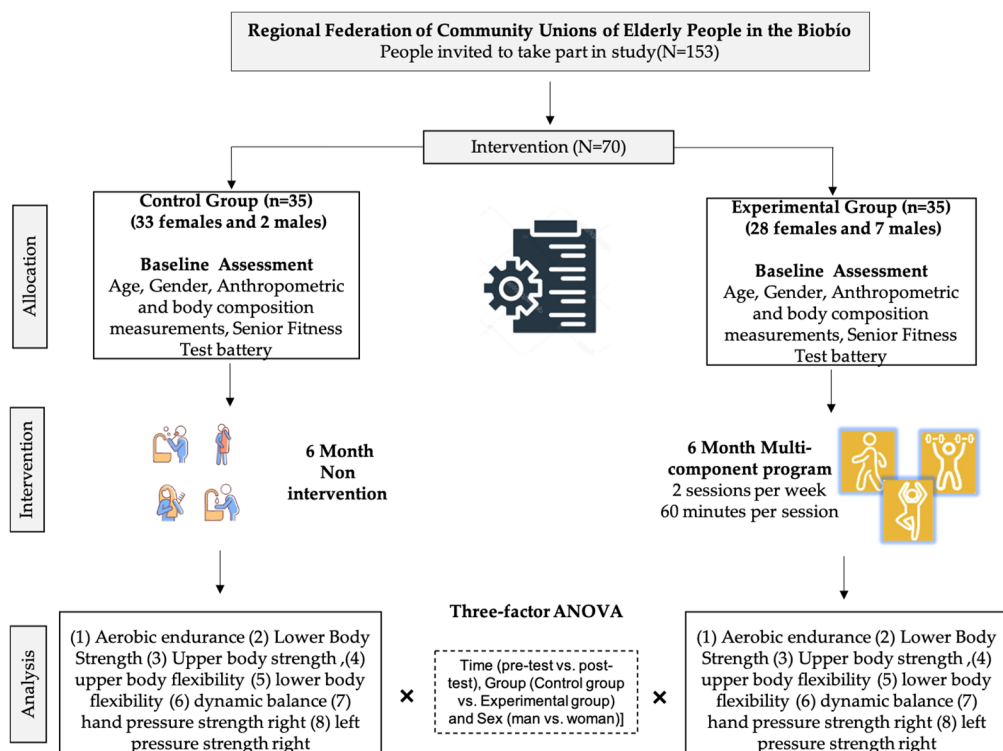 Regional Federation of Community Unions of Elderly People in the Biobío
People invited to take part in study(N=153)
Intervention (N=70)
Allocation
Control Group (n=35)
(33 females and 2 males)
Baseline Assessment
Age, Gender, Anthropometric
and body composition
measurements, Senior Fitness
Test battery
Experimental Group (n=35)
(28 females and 7 males)
Baseline Assessment
Age, Gender, Anthropometric
and body composition
measurements, Senior Fitness
Test battery
Intervention
6 Month
Non
intervention
6 Month Multi-
component program
2 sessions per week
60 minutes per session
Analysis
(1) Aerobic endurance (2) Lower Body
Strength (3) Upper body strength ,(4)
upper body flexibility (5) lower body
flexibility (6) dynamic balance (7)
hand pressure strength right (8) left
pressure strength right
×
Three-factor ANOVA
Time (pre-test vs. post-
test), Group (Control group
vs. Experimental group)
and Sex (man vs. woman)]
×
(1) Aerobic endurance (2) Lower Body
Strength (3) Upper body strength ,(4)
upper body flexibility (5) lower body
flexibility (6) dynamic balance (7)
hand pressure strength right (8) left
pressure strength right